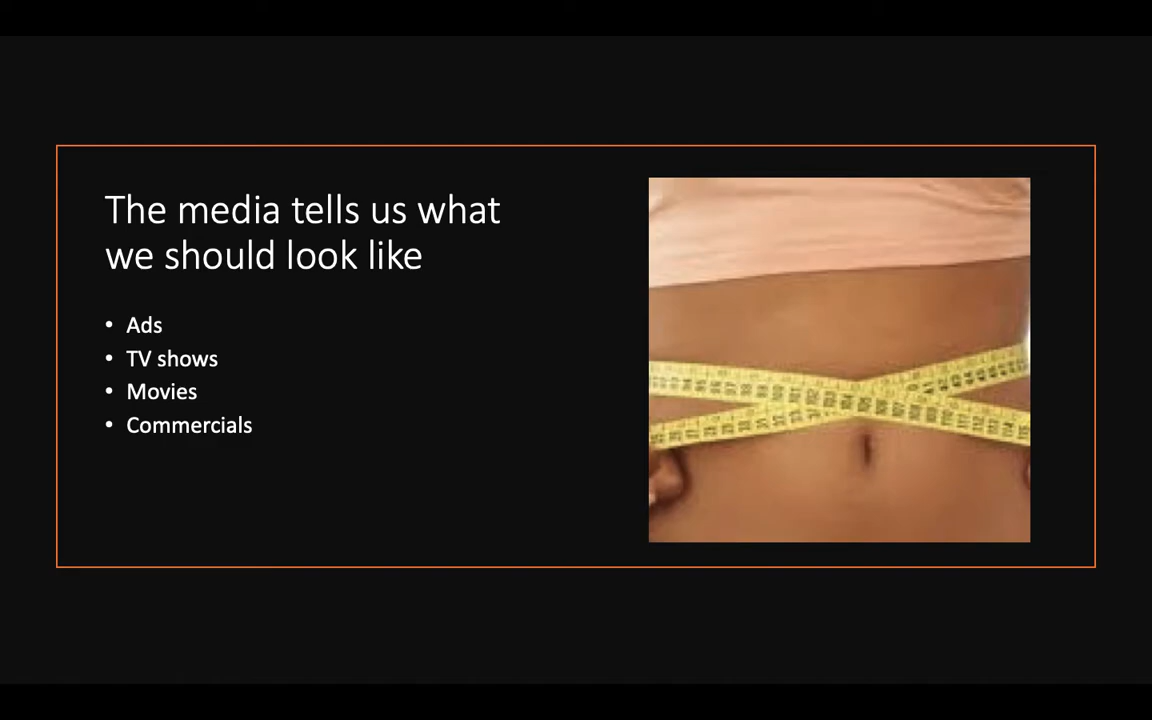 The media tells us what
we should look like
• Ads
• TV shows
• Movies
• Commercials